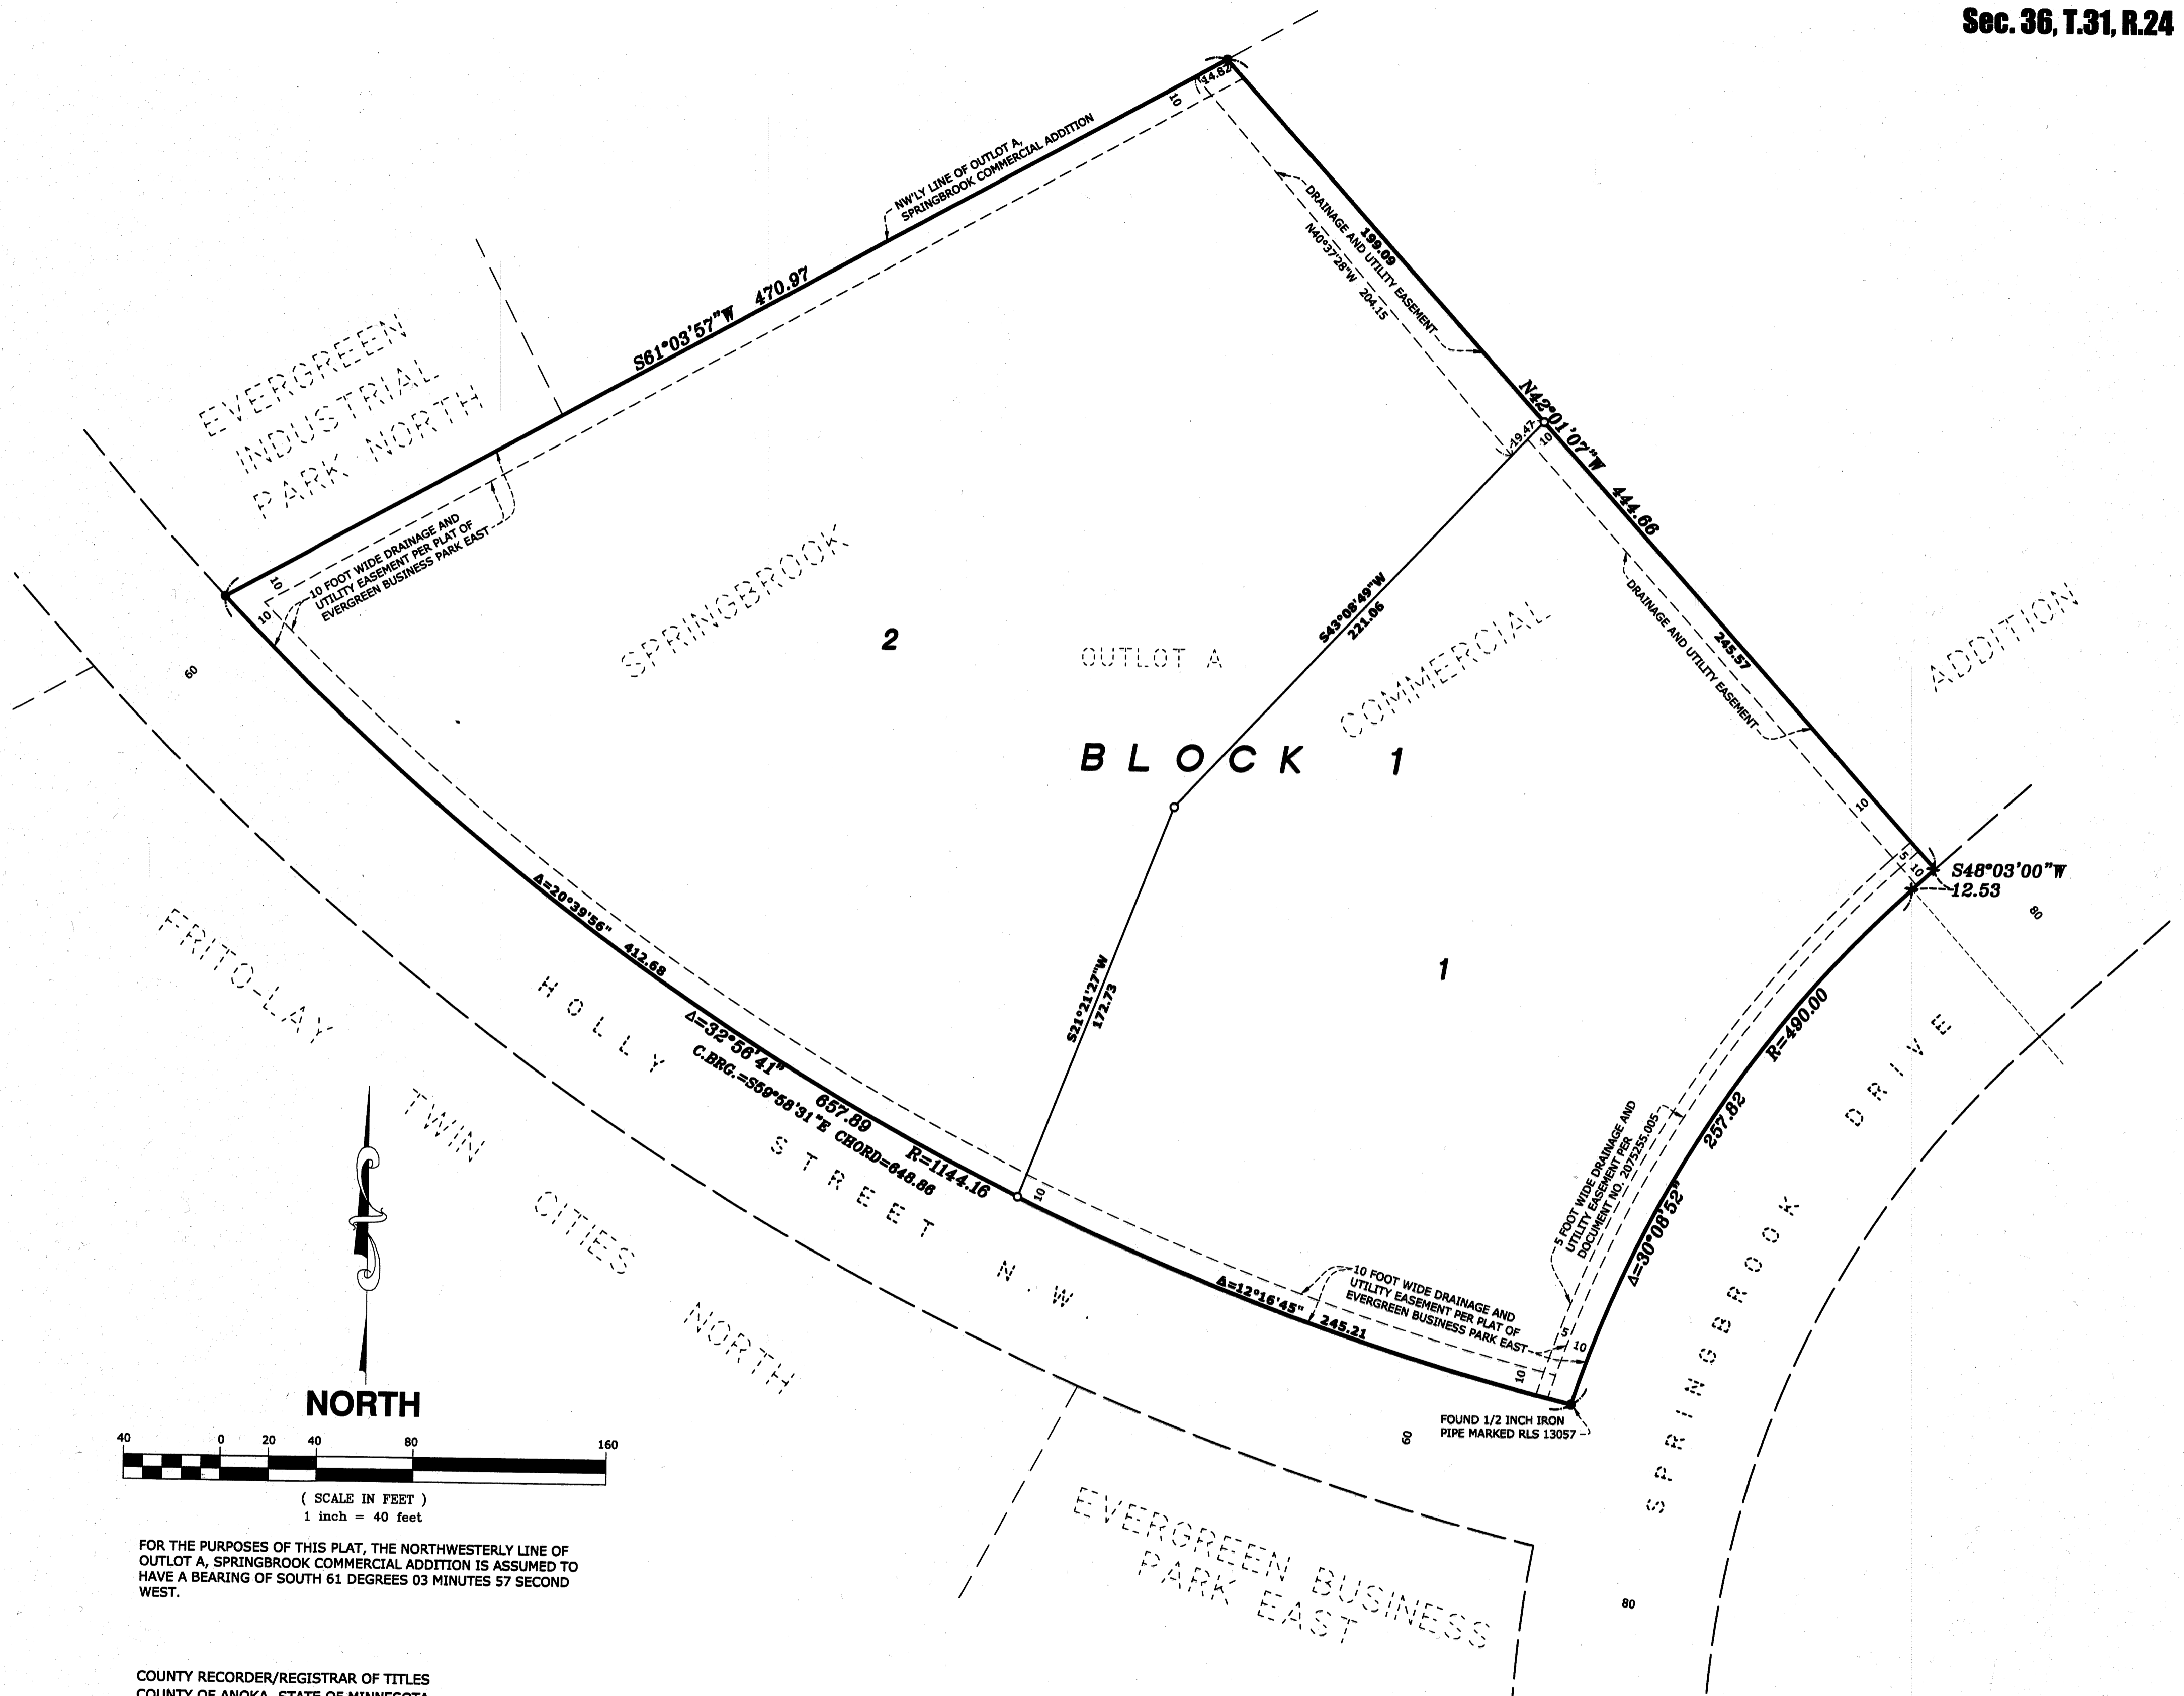 Sec. 36, T.31, R.24
14.82
10
NW'LY LINE OF OUTLOT A,
SPRINGBROOK COMMERCIAL ADDITION
DRAINAGE AND UTILITY EASEMENT
199.09
N40°37'28"W 204.15
S61°03'57"W 470.97
EVERGREEN
INDUSTRIAL
PARK NORTH
N42°01'07"W 444.66
19.47
10
10 FOOT WIDE DRAINAGE AND
UTILITY EASEMENT PER PLAT OF
EVERGREEN BUSINESS PARK EAST
10
10
60
SPRINGBROOK
2
OUTLOT A
COMMERCIAL
ADDITION
S43°08'49"W
221.06
DRAINAGE AND UTILITY EASEMENT
245.57
10
BLOCK 1
5
10
S48°03'00"W
12.53
80
Δ=20°39'56" 412.68
FRITO-LAY
TWIN
CITIES
NORTH
HOLLY
STREET
N.W.
Δ=32°56'41" 657.89 R=1144.16
C.BRG.=S59°58'31"E CHORD=648.86
S21°21'27"W
172.73
1
R=490.00
257.82
Δ=30°08'52"
SPRINGBROOK DRIVE
5 FOOT WIDE DRAINAGE AND
UTILITY EASEMENT PER
DOCUMENT NO. 2075255.005
10
Δ=12°16'45" 245.21
10 FOOT WIDE DRAINAGE AND
UTILITY EASEMENT PER PLAT OF
EVERGREEN BUSINESS PARK EAST
5
10
10
FOUND 1/2 INCH IRON
PIPE MARKED RLS 13057
60
80
EVERGREEN BUSINESS
PARK EAST
NORTH
40 0 20 40 80 160
( SCALE IN FEET )
1 inch = 40 feet
FOR THE PURPOSES OF THIS PLAT, THE NORTHWESTERLY LINE OF
OUTLOT A, SPRINGBROOK COMMERCIAL ADDITION IS ASSUMED TO
HAVE A BEARING OF SOUTH 61 DEGREES 03 MINUTES 57 SECOND
WEST.
COUNTY RECORDER/REGISTRAR OF TITLES
COUNTY OF ANOKA, STATE OF MINNESOTA